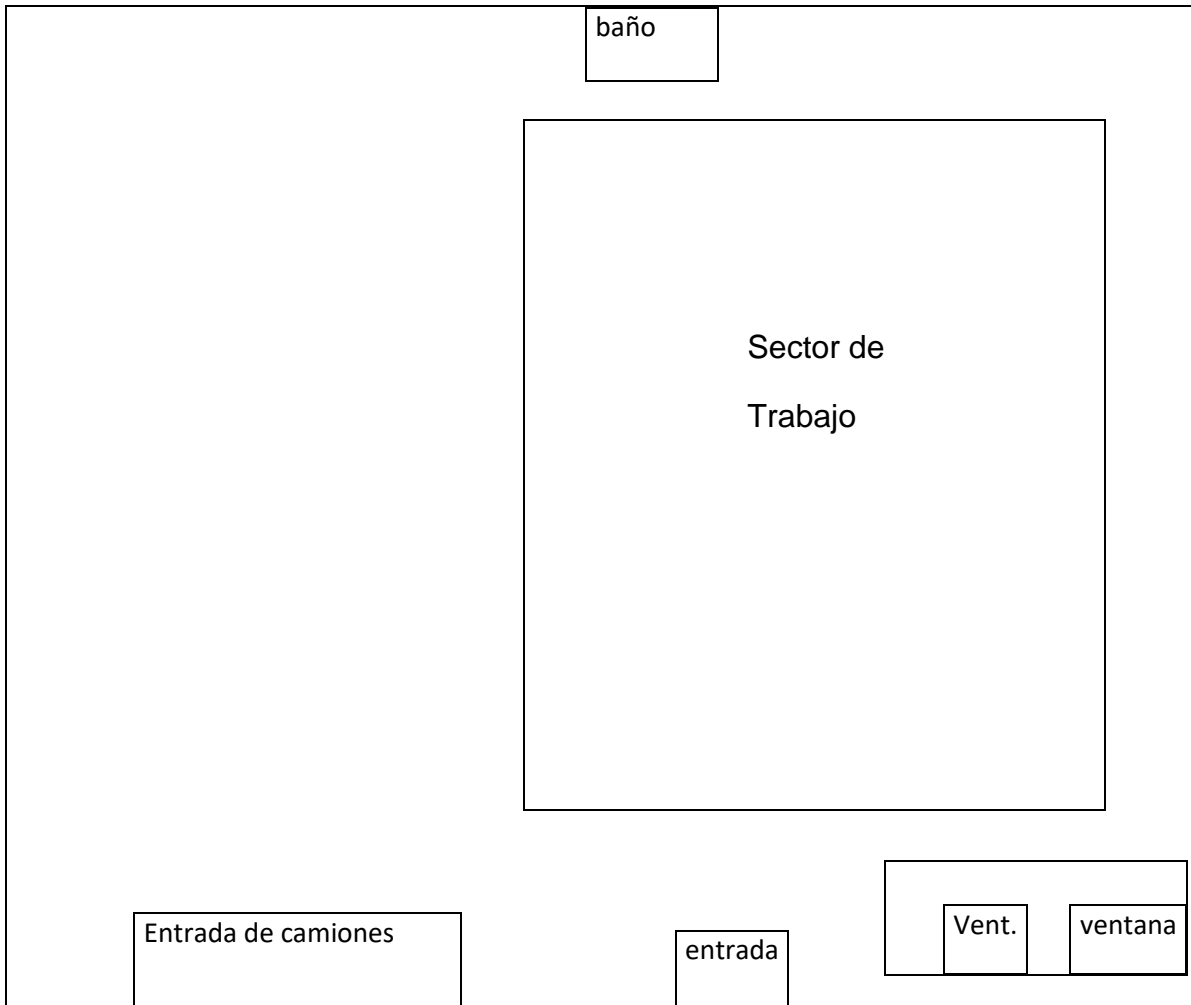 baño
Sector de
Trabajo
Entrada de camiones
entrada
Vent.
ventana